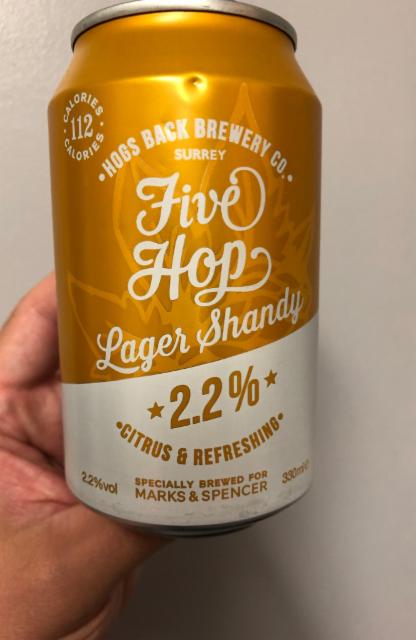 CALORIES
112
CALORIES
•HOGS BACK BREWERY CO.•
SURREY
Five
Hop
Lager Shandy
★2.2%★
•CITRUS & REFRESHING•
2.2%vol
SPECIALLY BREWED FOR
MARKS & SPENCER
330ml℮